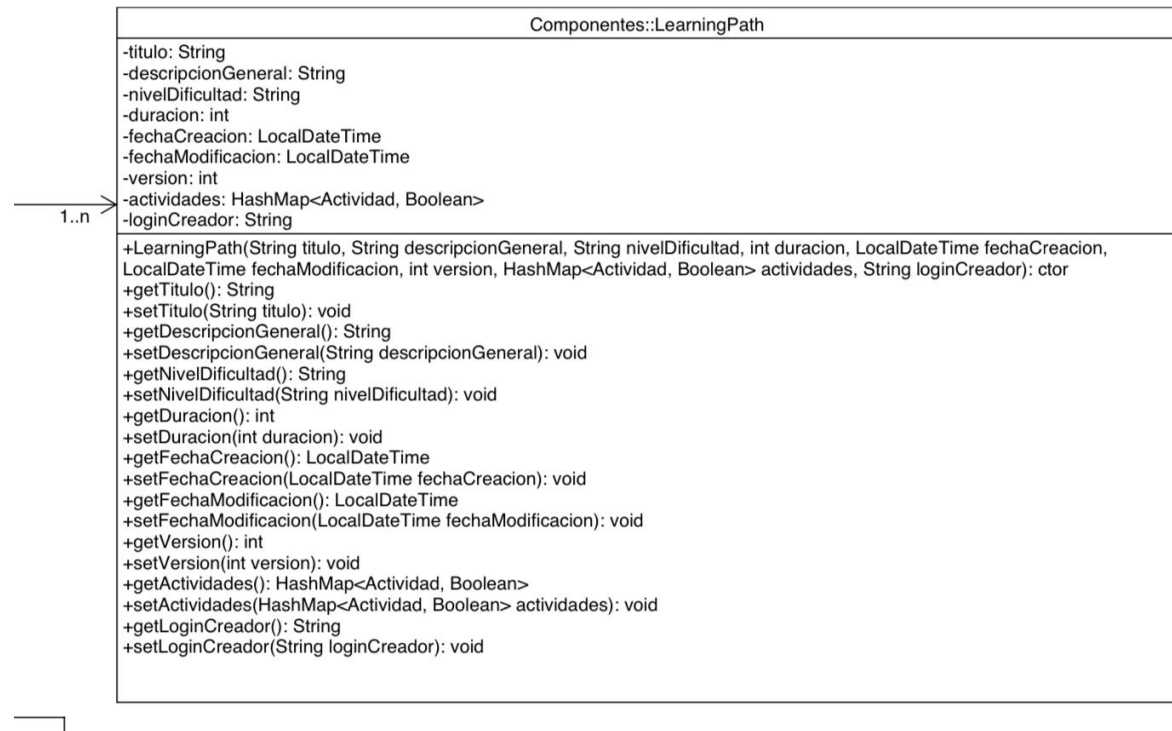 Componentes::LearningPath
-titulo: String
-descripcionGeneral: String
-nivelDificultad: String
-duracion: int
-fechaCreacion: LocalDateTime
-fechaModificacion: LocalDateTime
-version: int
-actividades: HashMap<Actividad, Boolean>
1..n
-loginCreador: String
+LearningPath(String titulo, String descripcionGeneral, String nivelDificultad, int duracion, LocalDateTime fechaCreacion,
LocalDateTime fechaModificacion, int version, HashMap<Actividad, Boolean> actividades, String loginCreador): ctor
+getTitulo(): String
+setTitulo(String titulo): void
+getDescripcionGeneral(): String
+setDescripcionGeneral(String descripcionGeneral): void
+getNivelDificultad(): String
+setNivelDificultad(String nivelDificultad): void
+getDuracion(): int
+setDuracion(int duracion): void
+getFechaCreacion(): LocalDateTime
+setFechaCreacion(LocalDateTime fechaCreacion): void
+getFechaModificacion(): LocalDateTime
+setFechaModificacion(LocalDateTime fechaModificacion): void
+getVersion(): int
+setVersion(int version): void
+getActividades(): HashMap<Actividad, Boolean>
+setActividades(HashMap<Actividad, Boolean> actividades): void
+getLoginCreador(): String
+setLoginCreador(String loginCreador): void